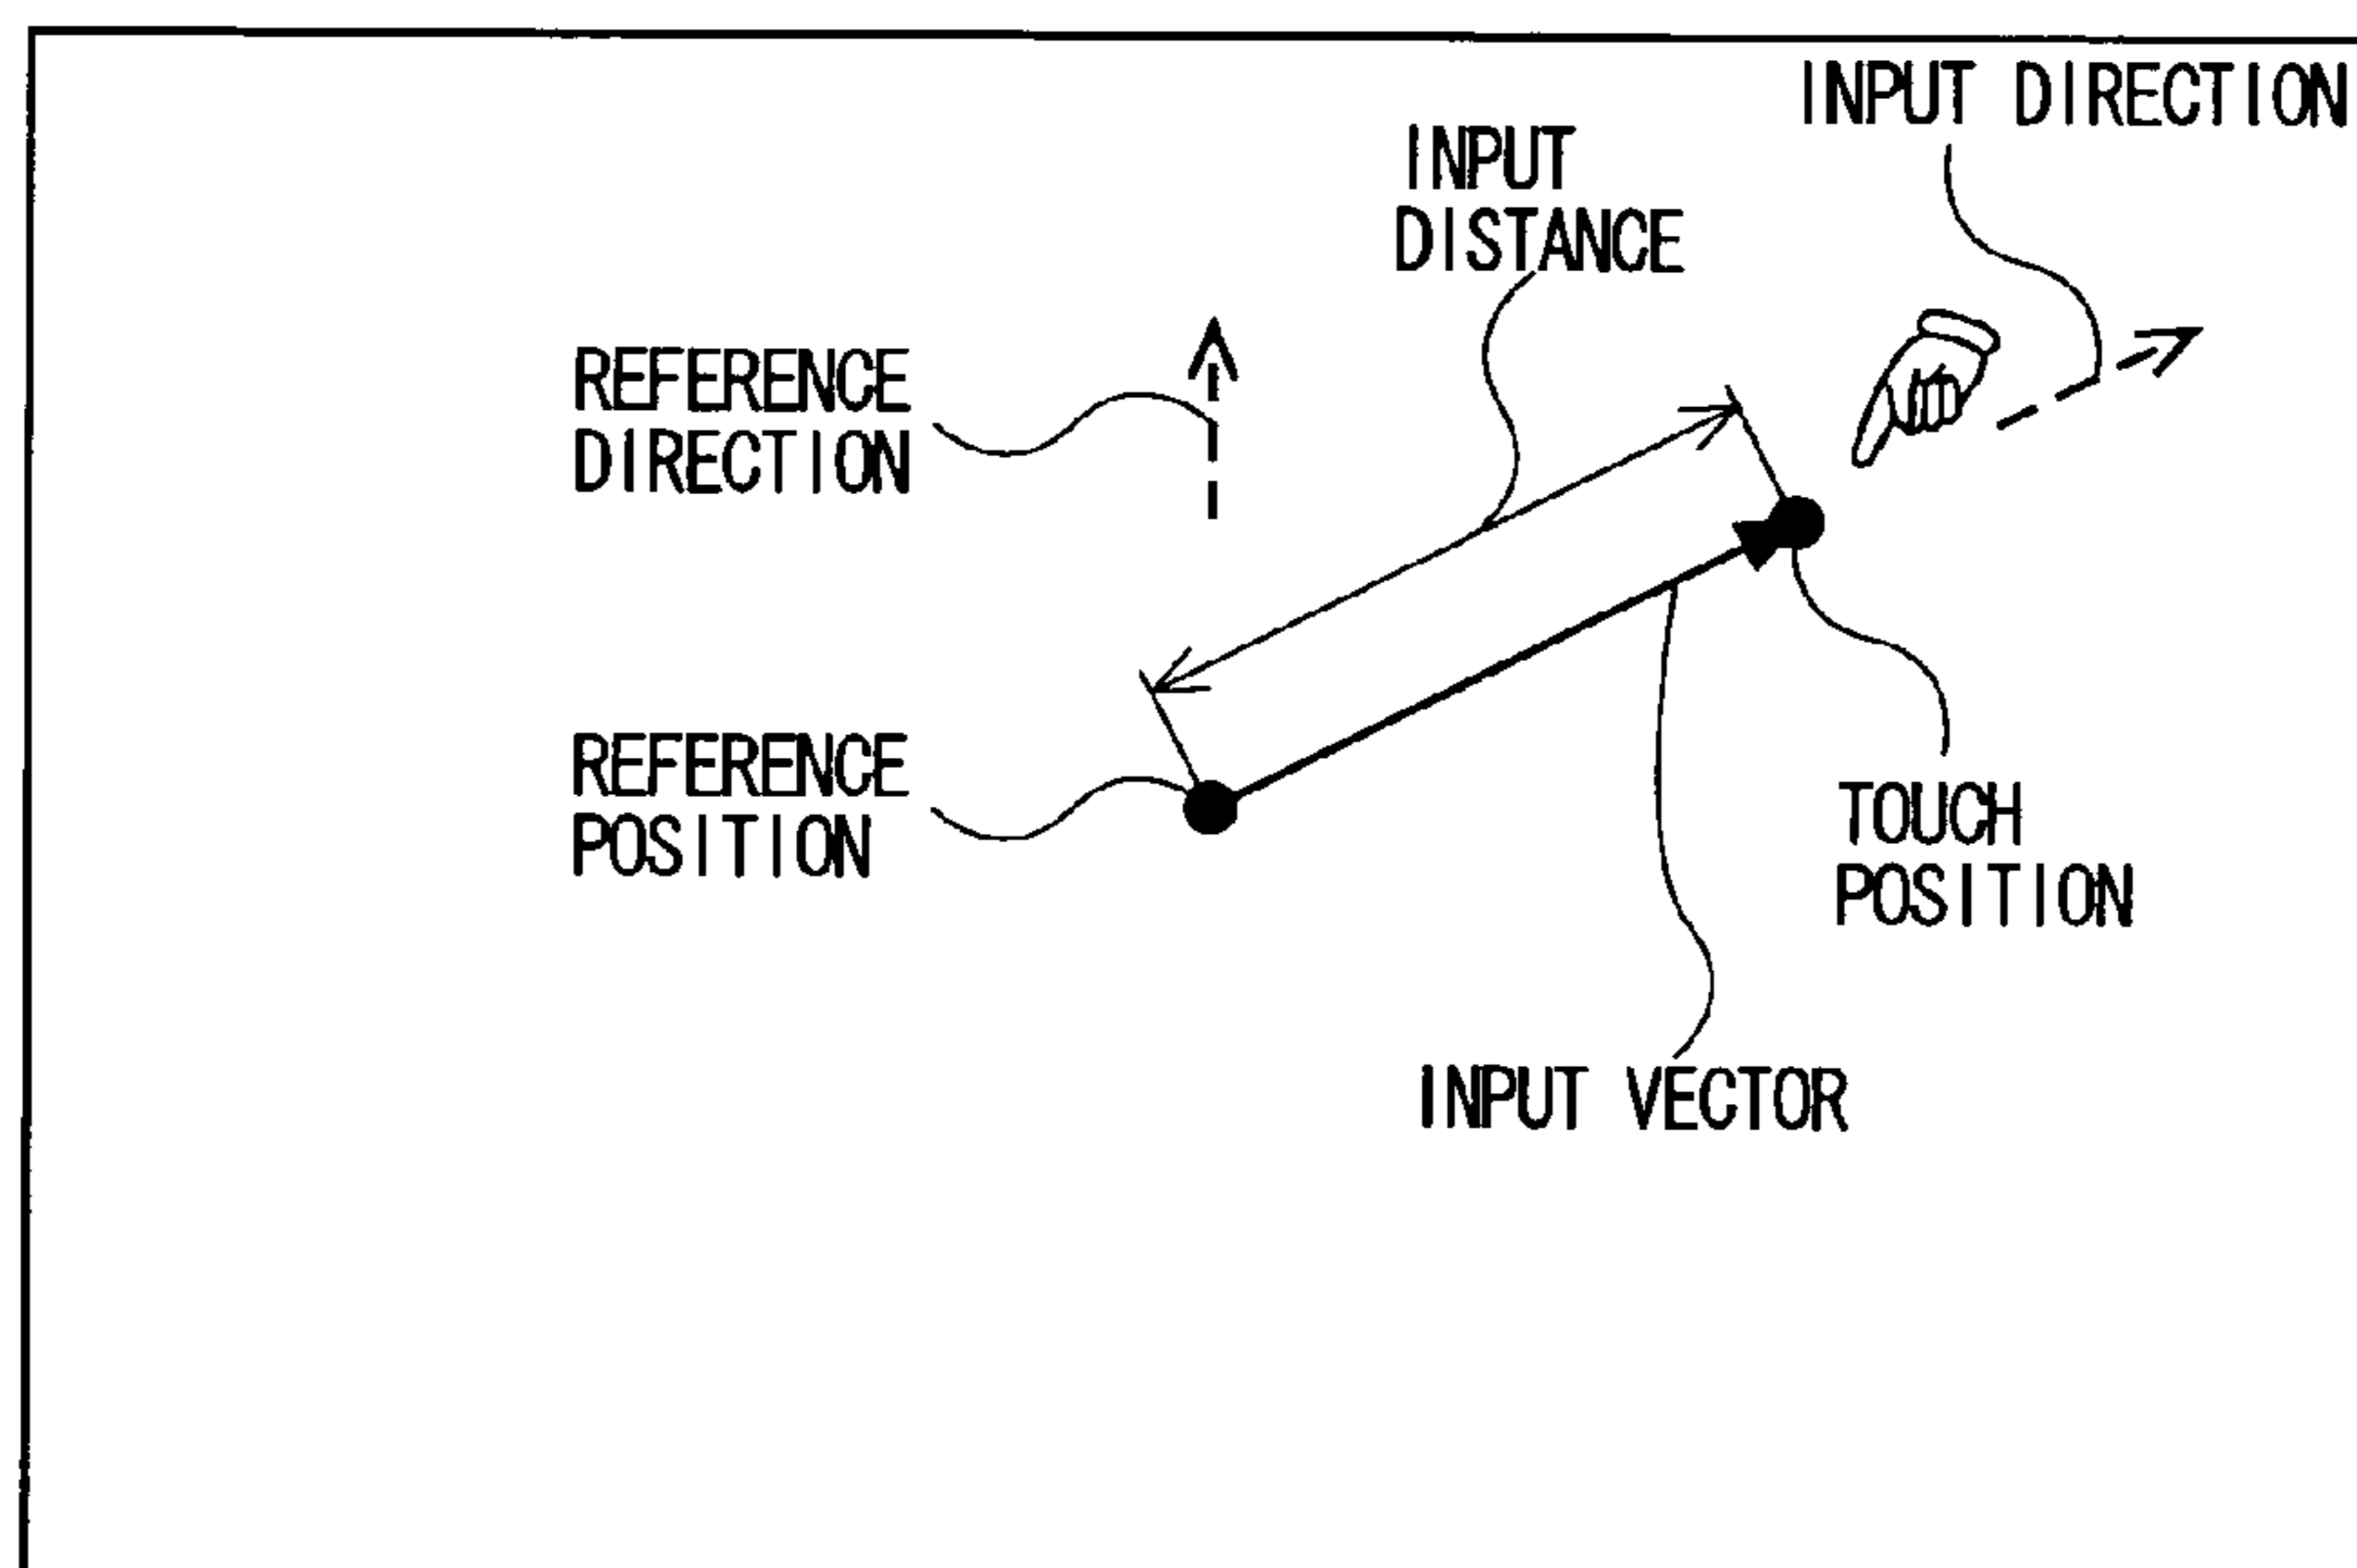 INPUT DIRECTION
INPUT
DISTANCE
REFERENCE
DIRECTION
REFERENCE
POSITION
TOUCH
POSITION
INPUT VECTOR